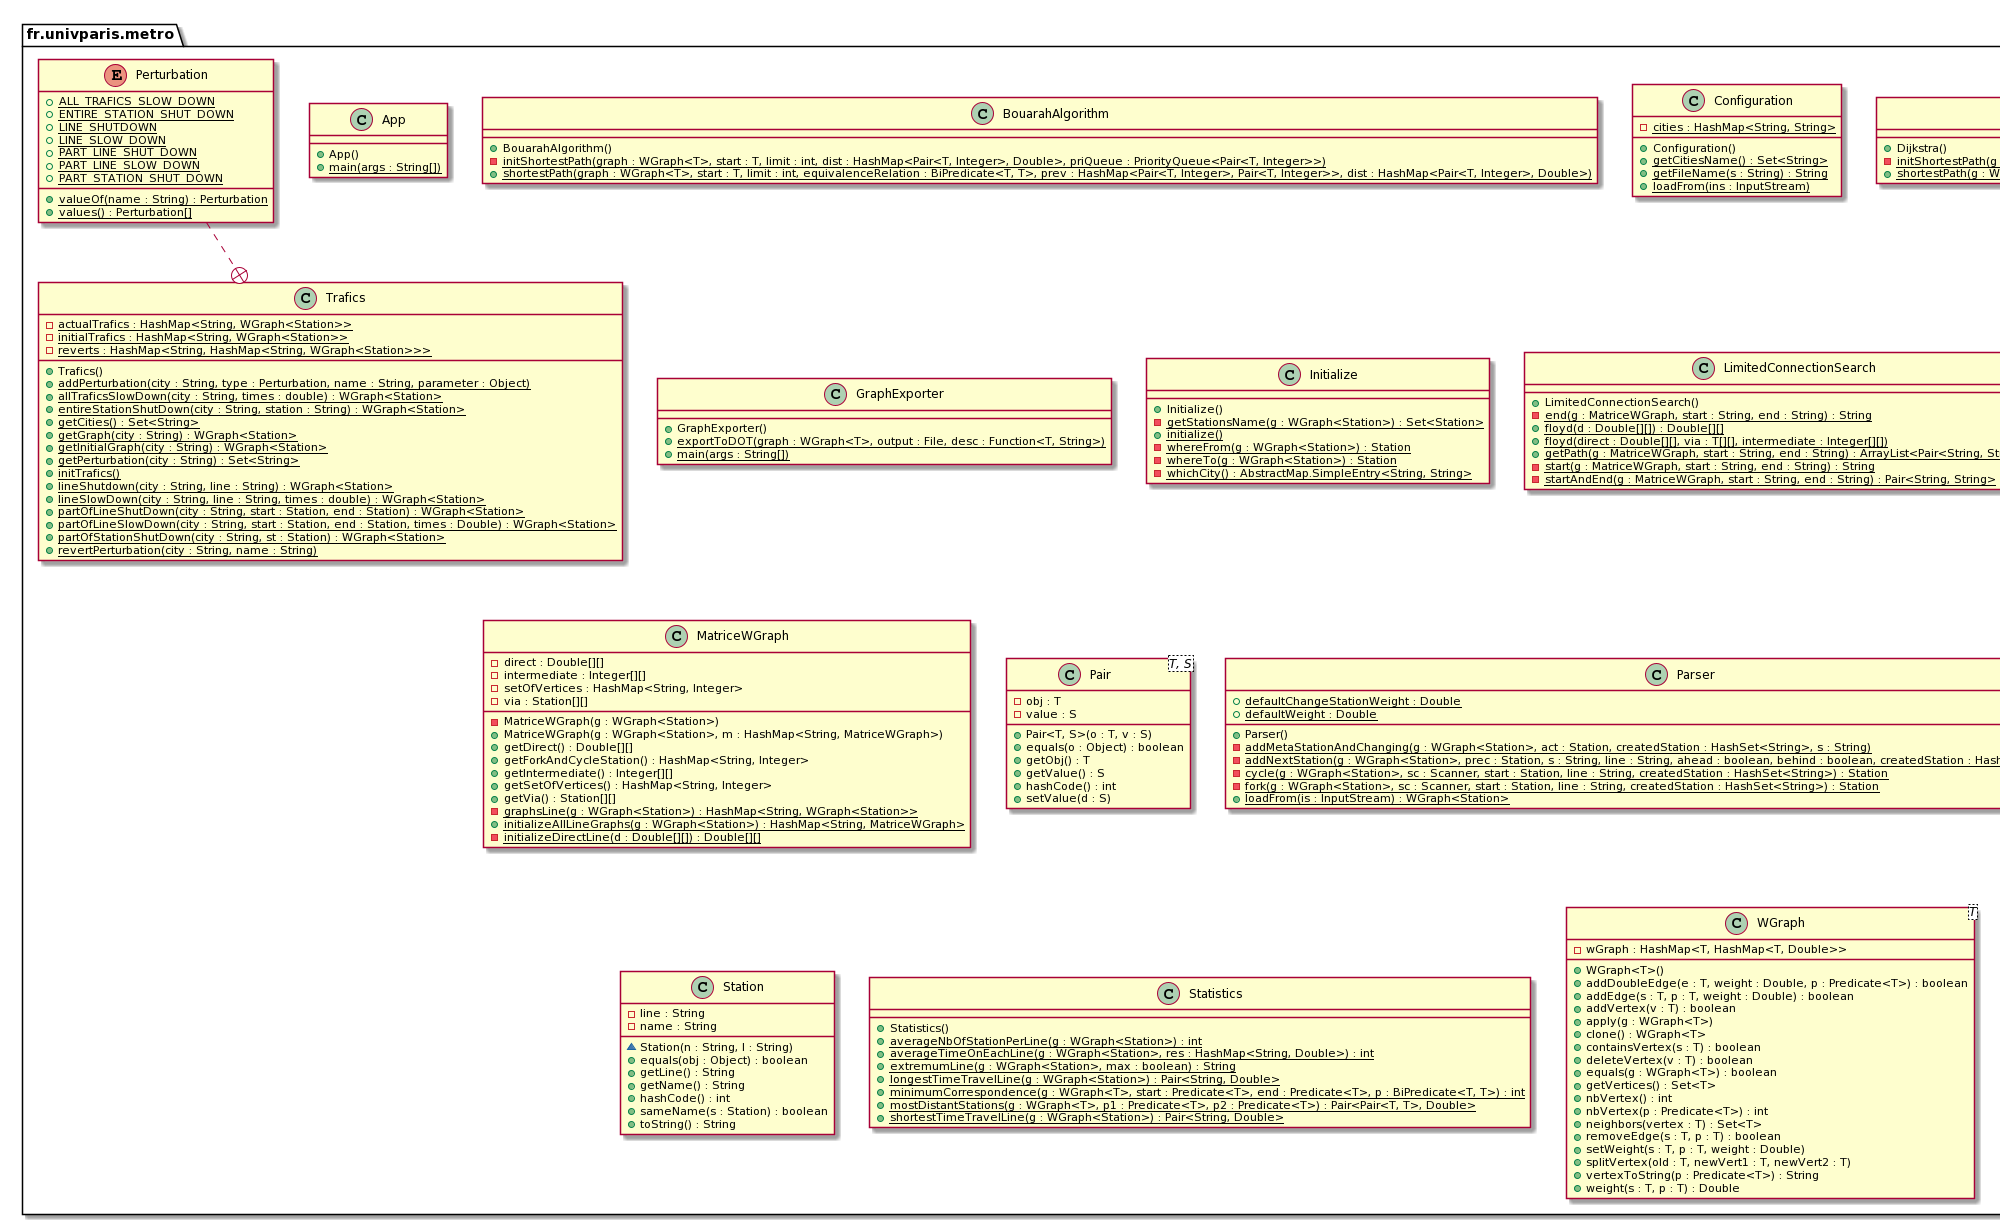 fr.univparis.metro
E Perturbation
ALL_TRAFICS_SLOW_DOWN
ENTIRE_STATION_SHUT_DOWN
LINE_SHUTDOWN
LINE_SLOW_DOWN
PART_LINE_SHUT_DOWN
PART_LINE_SLOW_DOWN
PART_STATION_SHUT_DOWN
valueOf(name : String) : Perturbation
values() : Perturbation[]
C App
App()
main(args : String[])
C BouarahAlgorithm
BouarahAlgorithm()
initShortestPath(graph : WGraph<T>, start : T, limit : int, dist : HashMap<Pair<T, Integer>, Double>, priQueue : PriorityQueue<Pair<T, Integer>>)
shortestPath(graph : WGraph<T>, start : T, limit : int, equivalenceRelation : BiPredicate<T, T>, prev : HashMap<Pair<T, Integer>, Pair<T, Integer>>, dist : HashMap<Pair<T, Integer>, Double>)
C Configuration
cities : HashMap<String, String>
Configuration()
getCitiesName() : Set<String>
getFileName(s : String) : String
loadFrom(ins : InputStream)
Dijkstra()
initShortestPath(g
shortestPath(g : W
C Trafics
actualTrafics : HashMap<String, WGraph<Station>>
initialTrafics : HashMap<String, WGraph<Station>>
reverts : HashMap<String, HashMap<String, WGraph<Station>>>
Trafics()
addPerturbation(city : String, type : Perturbation, name : String, parameter : Object)
allTraficsSlowDown(city : String, times : double) : WGraph<Station>
entireStationShutDown(city : String, station : String) : WGraph<Station>
getCities() : Set<String>
getGraph(city : String) : WGraph<Station>
getInitialGraph(city : String) : WGraph<Station>
getPerturbation(city : String) : Set<String>
initTrafics()
lineShutdown(city : String, line : String) : WGraph<Station>
lineSlowDown(city : String, line : String, times : double) : WGraph<Station>
partOfLineShutDown(city : String, start : Station, end : Station) : WGraph<Station>
partOfLineSlowDown(city : String, start : Station, end : Station, times : Double) : WGraph<Station>
partOfStationShutDown(city : String, st : Station) : WGraph<Station>
revertPerturbation(city : String, name : String)
C GraphExporter
GraphExporter()
exportToDOT(graph : WGraph<T>, output : File, desc : Function<T, String>)
main(args : String[])
C Initialize
Initialize()
getStationsName(g : WGraph<Station>) : Set<Station>
initialize()
whereFrom(g : WGraph<Station>) : Station
whereTo(g : WGraph<Station>) : Station
whichCity() : AbstractMap.SimpleEntry<String, String>
C LimitedConnectionSearch
LimitedConnectionSearch()
end(g : MatriceWGraph, start : String, end : String) : String
floyd(d : Double[][]) : Double[][]
floyd(direct : Double[][], via : T[][], intermediate : Integer[][])
getPath(g : MatriceWGraph, start : String, end : String) : ArrayList<Pair<String, St
start(g : MatriceWGraph, start : String, end : String) : String
startAndEnd(g : MatriceWGraph, start : String, end : String) : Pair<String, String>
C MatriceWGraph
direct : Double[][]
intermediate : Integer[][]
setOfVertices : HashMap<String, Integer>
via : Station[][]
MatriceWGraph(g : WGraph<Station>)
MatriceWGraph(g : WGraph<Station>, m : HashMap<String, MatriceWGraph>)
getDirect() : Double[][]
getForkAndCycleStation() : HashMap<String, Integer>
getIntermediate() : Integer[][]
getSetOfVertices() : HashMap<String, Integer>
getVia() : Station[][]
graphsLine(g : WGraph<Station>) : HashMap<String, WGraph<Station>>
initializeAllLineGraphs(g : WGraph<Station>) : HashMap<String, MatriceWGraph>
initializeDirectLine(d : Double[][]) : Double[][]
C Pair T, S
obj : T
value : S
Pair<T, S>(o : T, v : S)
equals(o : Object) : boolean
getObj() : T
getValue() : S
hashCode() : int
setValue(d : S)
C Parser
defaultChangeStationWeight : Double
defaultWeight : Double
Parser()
addMetaStationAndChanging(g : WGraph<Station>, act : Station, createdStation : HashSet<String>, s : String)
addNextStation(g : WGraph<Station>, prec : Station, s : String, line : String, ahead : boolean, behind : boolean, createdStation : Hash
cycle(g : WGraph<Station>, sc : Scanner, start : Station, line : String, createdStation : HashSet<String>) : Station
fork(g : WGraph<Station>, sc : Scanner, start : Station, line : String, createdStation : HashSet<String>) : Station
loadFrom(is : InputStream) : WGraph<Station>
C Station
line : String
name : String
Station(n : String, l : String)
equals(obj : Object) : boolean
getLine() : String
getName() : String
hashCode() : int
sameName(s : Station) : boolean
toString() : String
C Statistics
Statistics()
averageNbOfStationPerLine(g : WGraph<Station>) : int
averageTimeOnEachLine(g : WGraph<Station>, res : HashMap<String, Double>) : int
extremumLine(g : WGraph<Station>, max : boolean) : String
longestTimeTravelLine(g : WGraph<Station>) : Pair<String, Double>
minimumCorrespondence(g : WGraph<T>, start : Predicate<T>, end : Predicate<T>, p : BiPredicate<T, T>) : int
mostDistantStations(g : WGraph<T>, p1 : Predicate<T>, p2 : Predicate<T>) : Pair<Pair<T, T>, Double>
shortestTimeTravelLine(g : WGraph<Station>) : Pair<String, Double>
C WGraph T
wGraph : HashMap<T, HashMap<T, Double>>
WGraph<T>()
addDoubleEdge(e : T, weight : Double, p : Predicate<T>) : boolean
addEdge(s : T, p : T, weight : Double) : boolean
addVertex(v : T) : boolean
apply(g : WGraph<T>)
clone() : WGraph<T>
containsVertex(s : T) : boolean
deleteVertex(v : T) : boolean
equals(g : WGraph<T>) : boolean
getVertices() : Set<T>
nbVertex() : int
nbVertex(p : Predicate<T>) : int
neighbors(vertex : T) : Set<T>
removeEdge(s : T, p : T) : boolean
setWeight(s : T, p : T, weight : Double)
splitVertex(old : T, newVert1 : T, newVert2 : T)
vertexToString(p : Predicate<T>) : String
weight(s : T, p : T) : Double